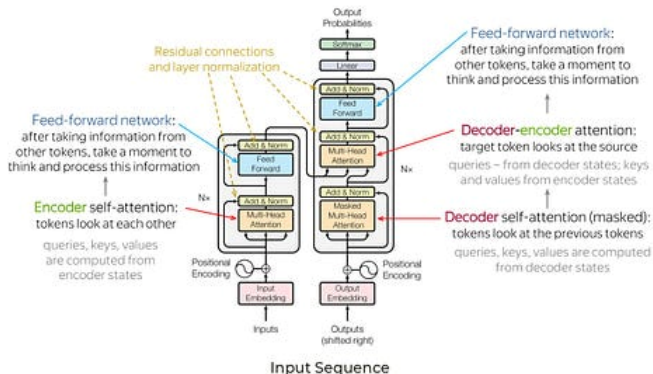 Output
Probabilities
Softmax
Linear
Residual connections
and layer normalization
Feed-forward network:
after taking information from
other tokens, take a moment to
think and process this information
Encoder self-attention:
tokens look at each other
queries, keys, values
are computed from
encoder states
Add & Norm
Feed
Forward
Nx
Add & Norm
Multi-Head
Attention
Positional
Encoding
Input
Embedding
Inputs
Add & Norm
Feed
Forward
Add & Norm
Multi-Head
Attention
Nx
Add & Norm
Masked
Multi-Head
Attention
Positional
Encoding
Output
Embedding
Outputs
(shifted right)
Feed-forward network:
after taking information from
other tokens, take a moment to
think and process this information
Decoder-encoder attention:
target token looks at the source
queries – from decoder states; keys
and values from encoder states
Decoder self-attention (masked):
tokens look at the previous tokens
queries, keys, values are computed
from decoder states
Input Sequence